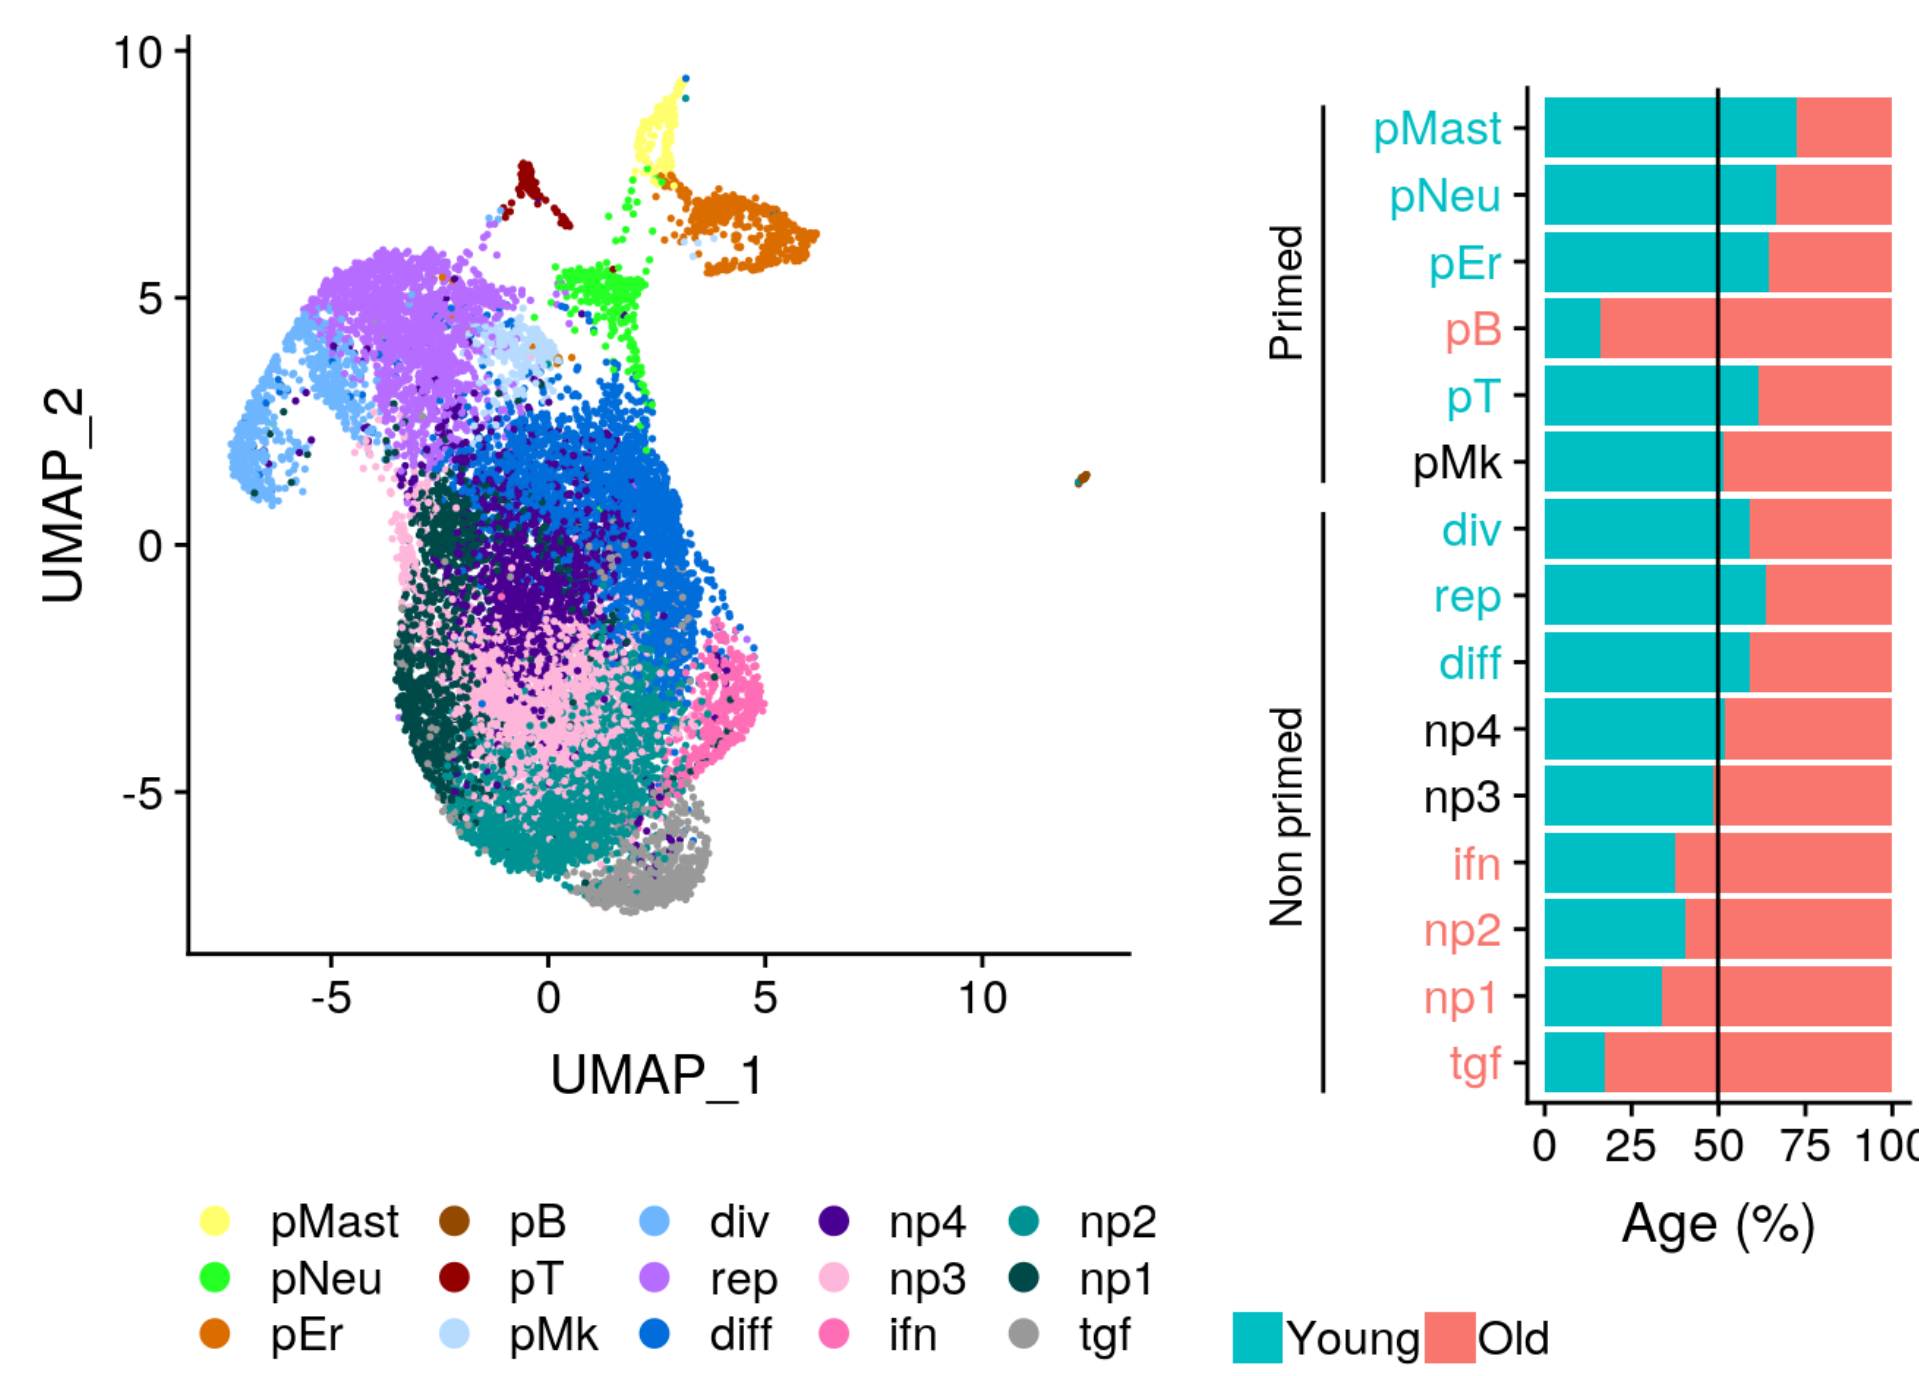 10
5
0
-5
UMAP_2
-5 0 5 10
UMAP_1
pMast pB div np4 np2
pNeu pT rep np3 np1
pEr pMk diff ifn tgf
Primed
Non primed
pMast
pNeu
pEr
pB
pT
pMk
div
rep
diff
np4
np3
ifn
np2
np1
tgf
0 25 50 75 100
Age (%)
Young Old